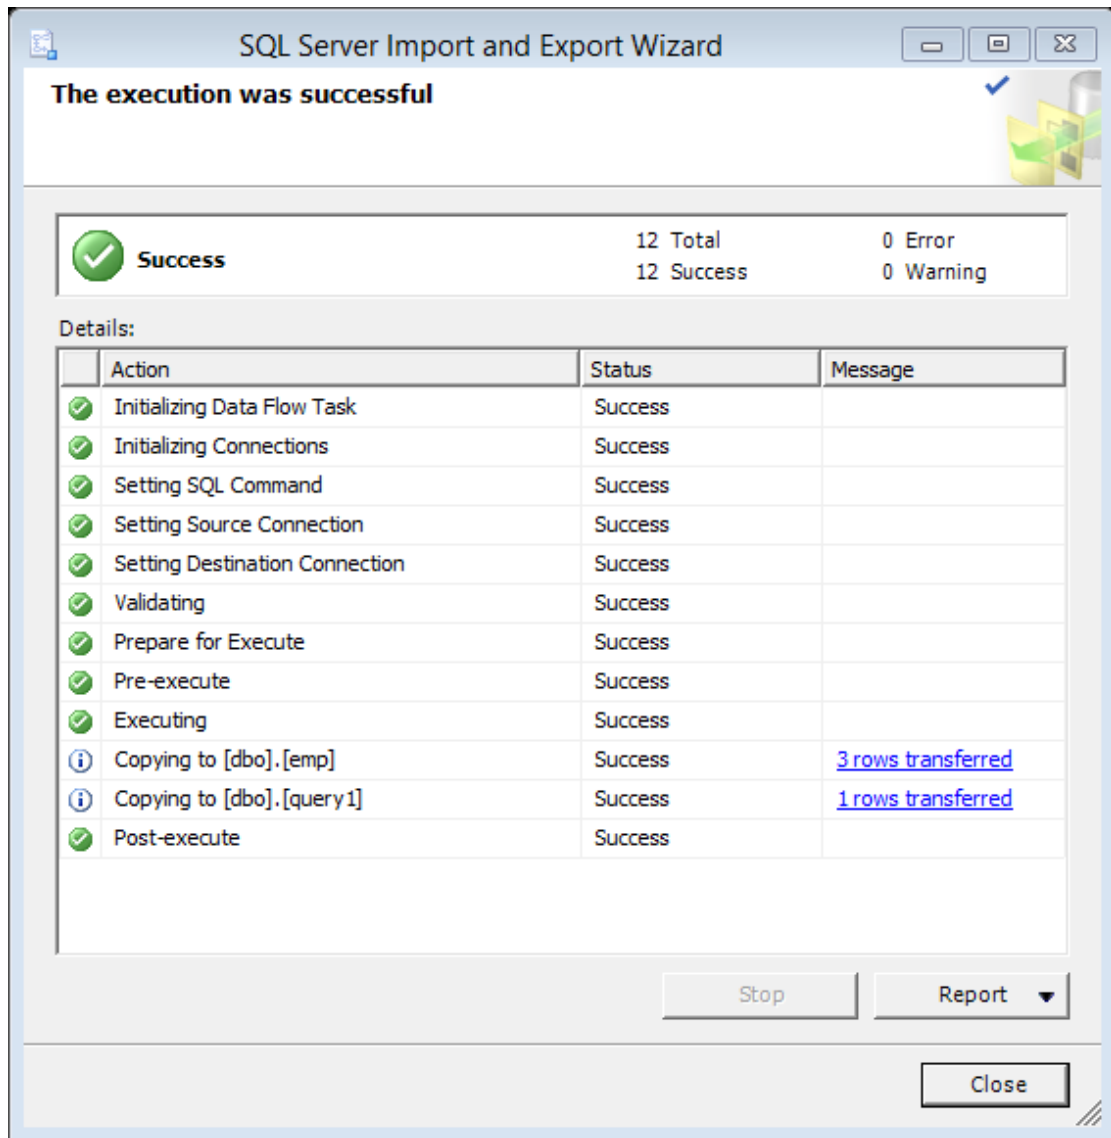 SQL Server Import and Export Wizard
The execution was successful
Success
12 Total 0 Error
12 Success 0 Warning
Details:
Action Status Message
Initializing Data Flow Task Success
Initializing Connections Success
Setting SQL Command Success
Setting Source Connection Success
Setting Destination Connection Success
Validating Success
Prepare for Execute Success
Pre-execute Success
Executing Success
Copying to [dbo].[emp] Success 3 rows transferred
Copying to [dbo].[query1] Success 1 rows transferred
Post-execute Success
Stop Report
Close